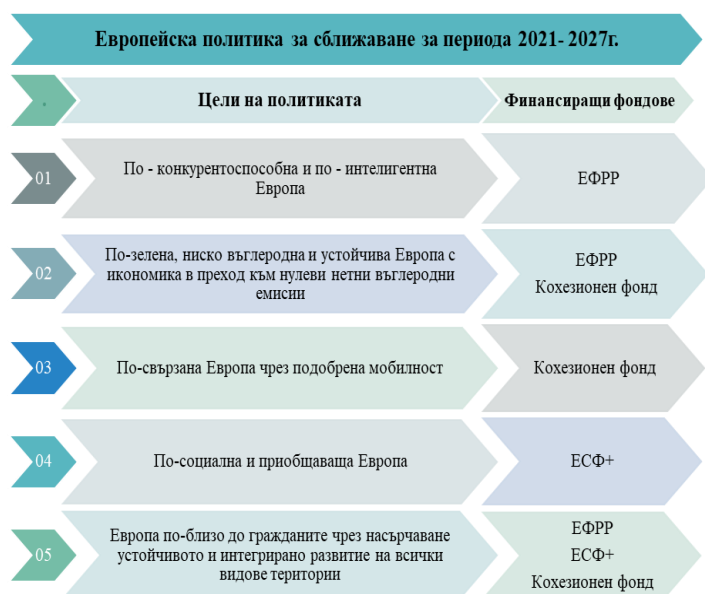 Европейска политика за сближаване за периода 2021- 2027г.
.
Цели на политиката
Финансиращи фондове
01
По - конкурентоспособна и по - интелигентна
Европа
ЕФРР
02
По-зелена, ниско въглеродна и устойчива Европа с
икономика в преход към нулеви нетни въглеродни
емисии
ЕФРР
Кохезионен фонд
03
По-свързана Европа чрез подобрена мобилност
Кохезионен фонд
04
По-социална и приобщаваща Европа
ЕСФ+
05
Европа по-близо до гражданите чрез насърчаване
устойчивото и интегрирано развитие на всички
видове територии
ЕФРР
ЕСФ+
Кохезионен фонд